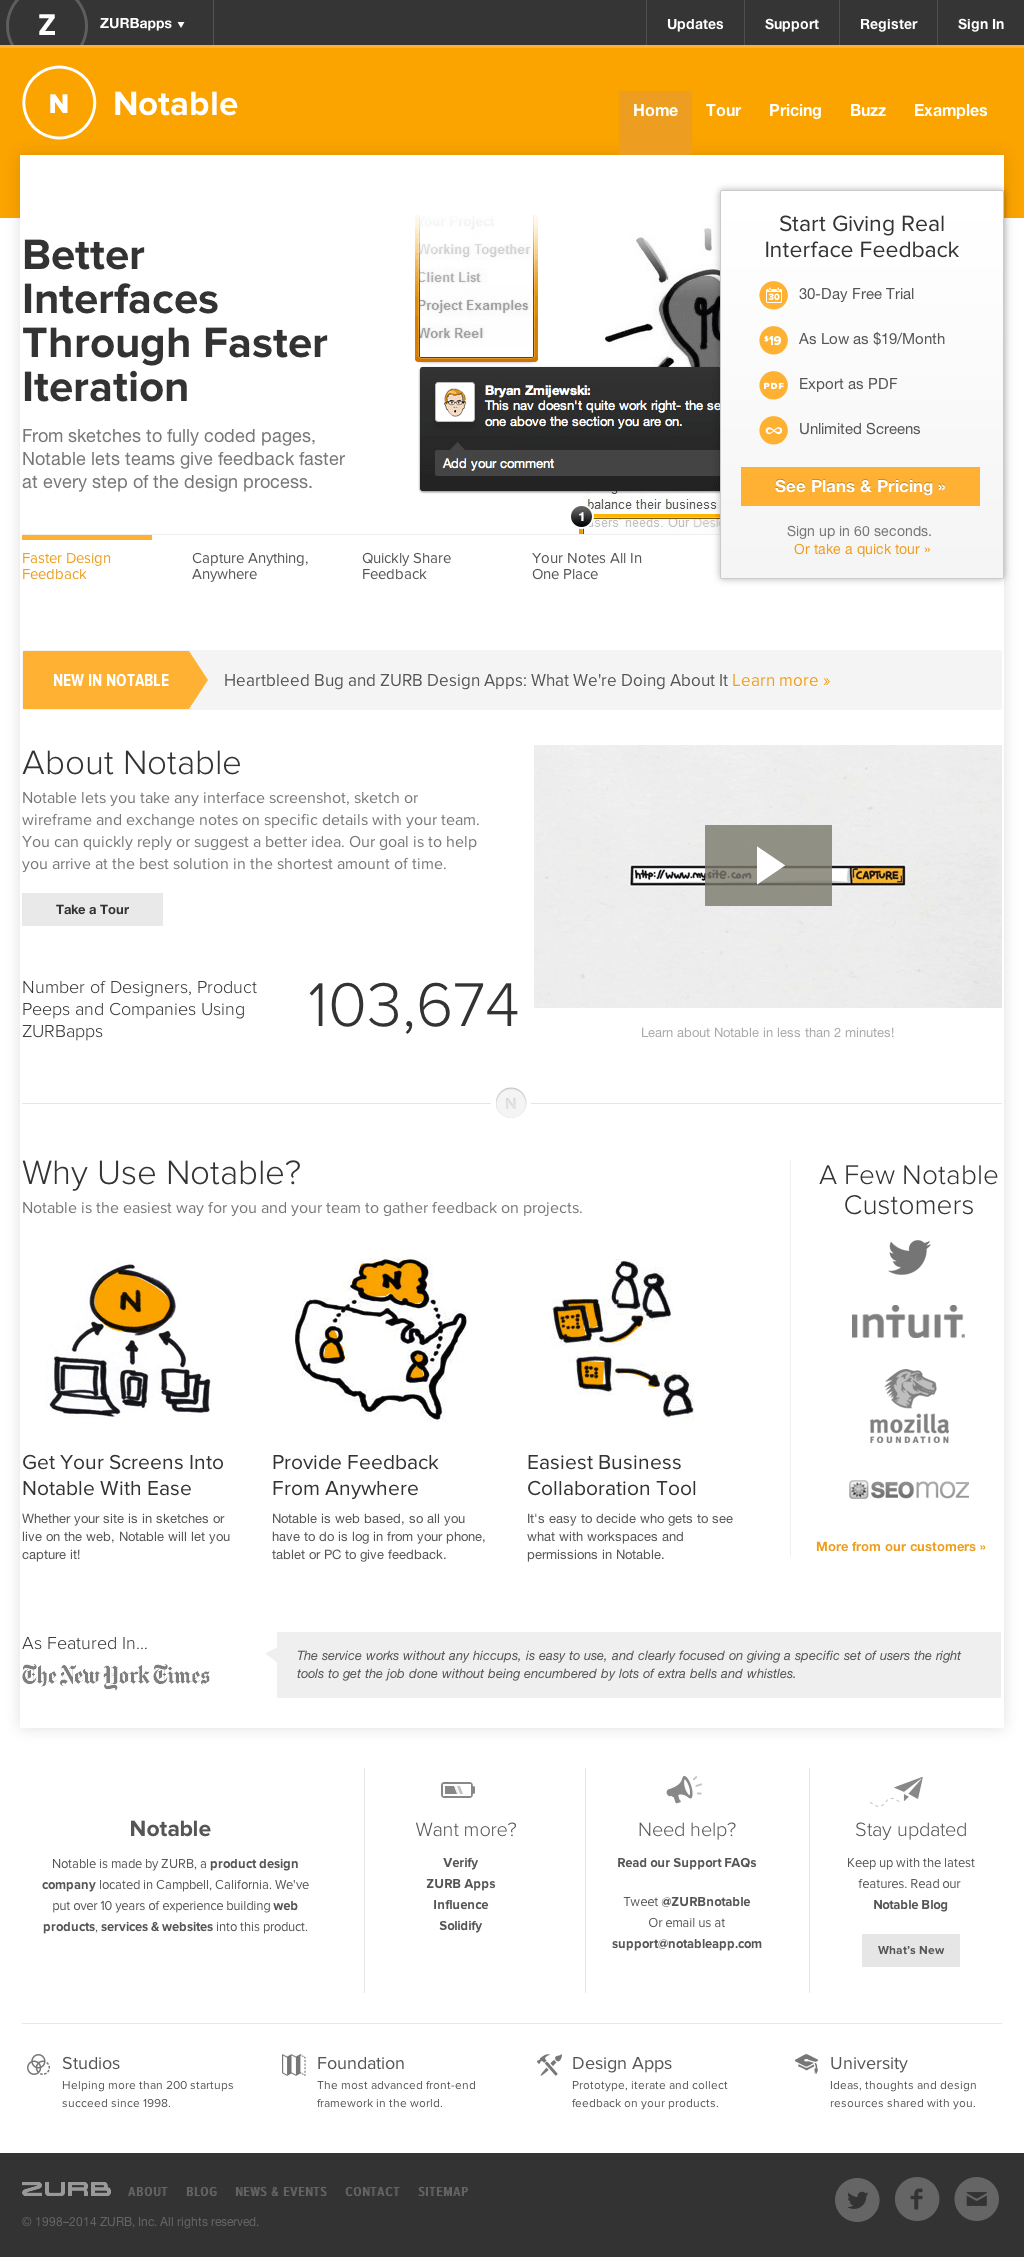 Z
ZURBapps ▾
Updates
Support
Register
Sign In
N
Notable
Home
Tour
Pricing
Buzz
Examples
Better
Interfaces
Through Faster
Iteration
From sketches to fully coded pages,
Notable lets teams give feedback faster
at every step of the design process.
Your Project
Working Together
Client List
Project Examples
Work Reel
Bryan Zmijewski:
This nav doesn't quite work right- the se
one above the section you are on.
Add your comment
balance their business
users' needs. Our Desi
1
Start Giving Real
Interface Feedback
30
30-Day Free Trial
$19
As Low as $19/Month
PDF
Export as PDF
Unlimited Screens
See Plans & Pricing »
Sign up in 60 seconds.
Or take a quick tour »
Faster Design
Feedback
Capture Anything,
Anywhere
Quickly Share
Feedback
Your Notes All In
One Place
NEW IN NOTABLE
Heartbleed Bug and ZURB Design Apps: What We're Doing About It Learn more »
About Notable
Notable lets you take any interface screenshot, sketch or
wireframe and exchange notes on specific details with your team.
You can quickly reply or suggest a better idea. Our goal is to help
you arrive at the best solution in the shortest amount of time.
Take a Tour
Number of Designers, Product
Peeps and Companies Using
ZURBapps
103,674
http://www.mysite.com
CAPTURE
Learn about Notable in less than 2 minutes!
N
Why Use Notable?
Notable is the easiest way for you and your team to gather feedback on projects.
N
N
Get Your Screens Into
Notable With Ease
Whether your site is in sketches or
live on the web, Notable will let you
capture it!
Provide Feedback
From Anywhere
Notable is web based, so all you
have to do is log in from your phone,
tablet or PC to give feedback.
Easiest Business
Collaboration Tool
It's easy to decide who gets to see
what with workspaces and
permissions in Notable.
A Few Notable
Customers
intuit.
mozilla
FOUNDATION
SEOmoz
More from our customers »
As Featured In...
The New York Times
The service works without any hiccups, is easy to use, and clearly focused on giving a specific set of users the right
tools to get the job done without being encumbered by lots of extra bells and whistles.
Notable
Notable is made by ZURB, a product design
company located in Campbell, California. We've
put over 10 years of experience building web
products, services & websites into this product.
Want more?
Verify
ZURB Apps
Influence
Solidify
Need help?
Read our Support FAQs
Tweet @ZURBnotable
Or email us at
support@notableapp.com
Stay updated
Keep up with the latest
features. Read our
Notable Blog
What's New
Studios
Helping more than 200 startups
succeed since 1998.
Foundation
The most advanced front-end
framework in the world.
Design Apps
Prototype, iterate and collect
feedback on your products.
University
Ideas, thoughts and design
resources shared with you.
ZURB
ABOUT
BLOG
NEWS & EVENTS
CONTACT
SITEMAP
© 1998–2014 ZURB, Inc. All rights reserved.